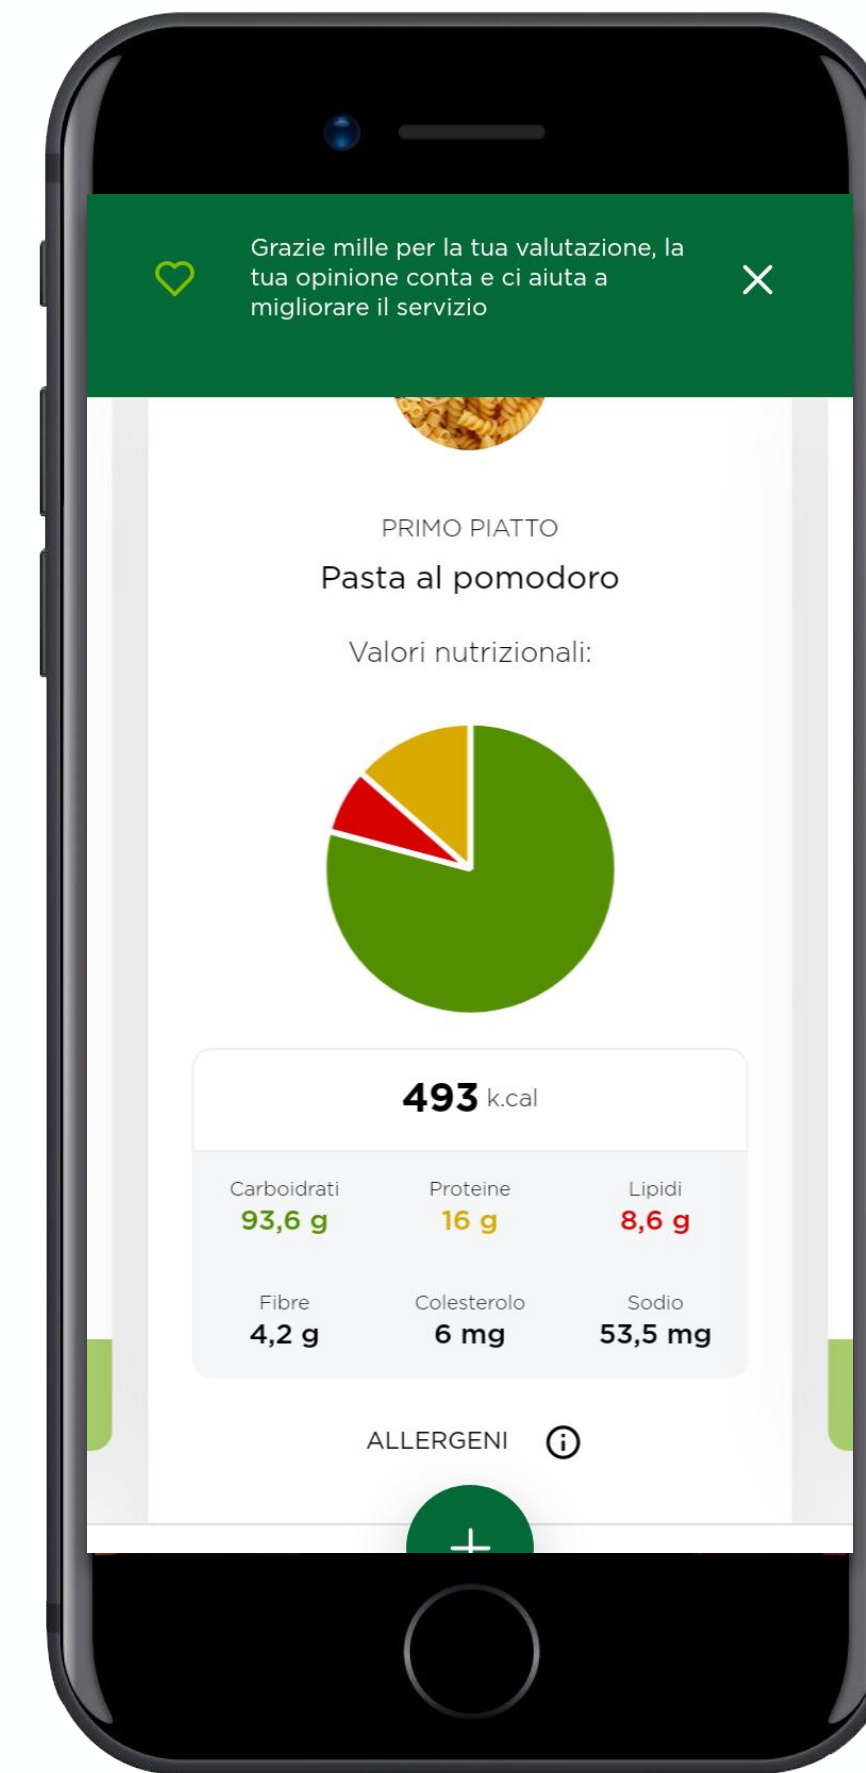 Grazie mille per la tua valutazione, la
tua opinione conta e ci aiuta a
migliorare il servizio
PRIMO PIATTO
Pasta al pomodoro
Valori nutrizionali:
493 k.cal
Carboidrati Proteine Lipidi
93,6 g 16 g 8,6 g
Fibre Colesterolo Sodio
4,2 g 6 mg 53,5 mg
ALLERGENI